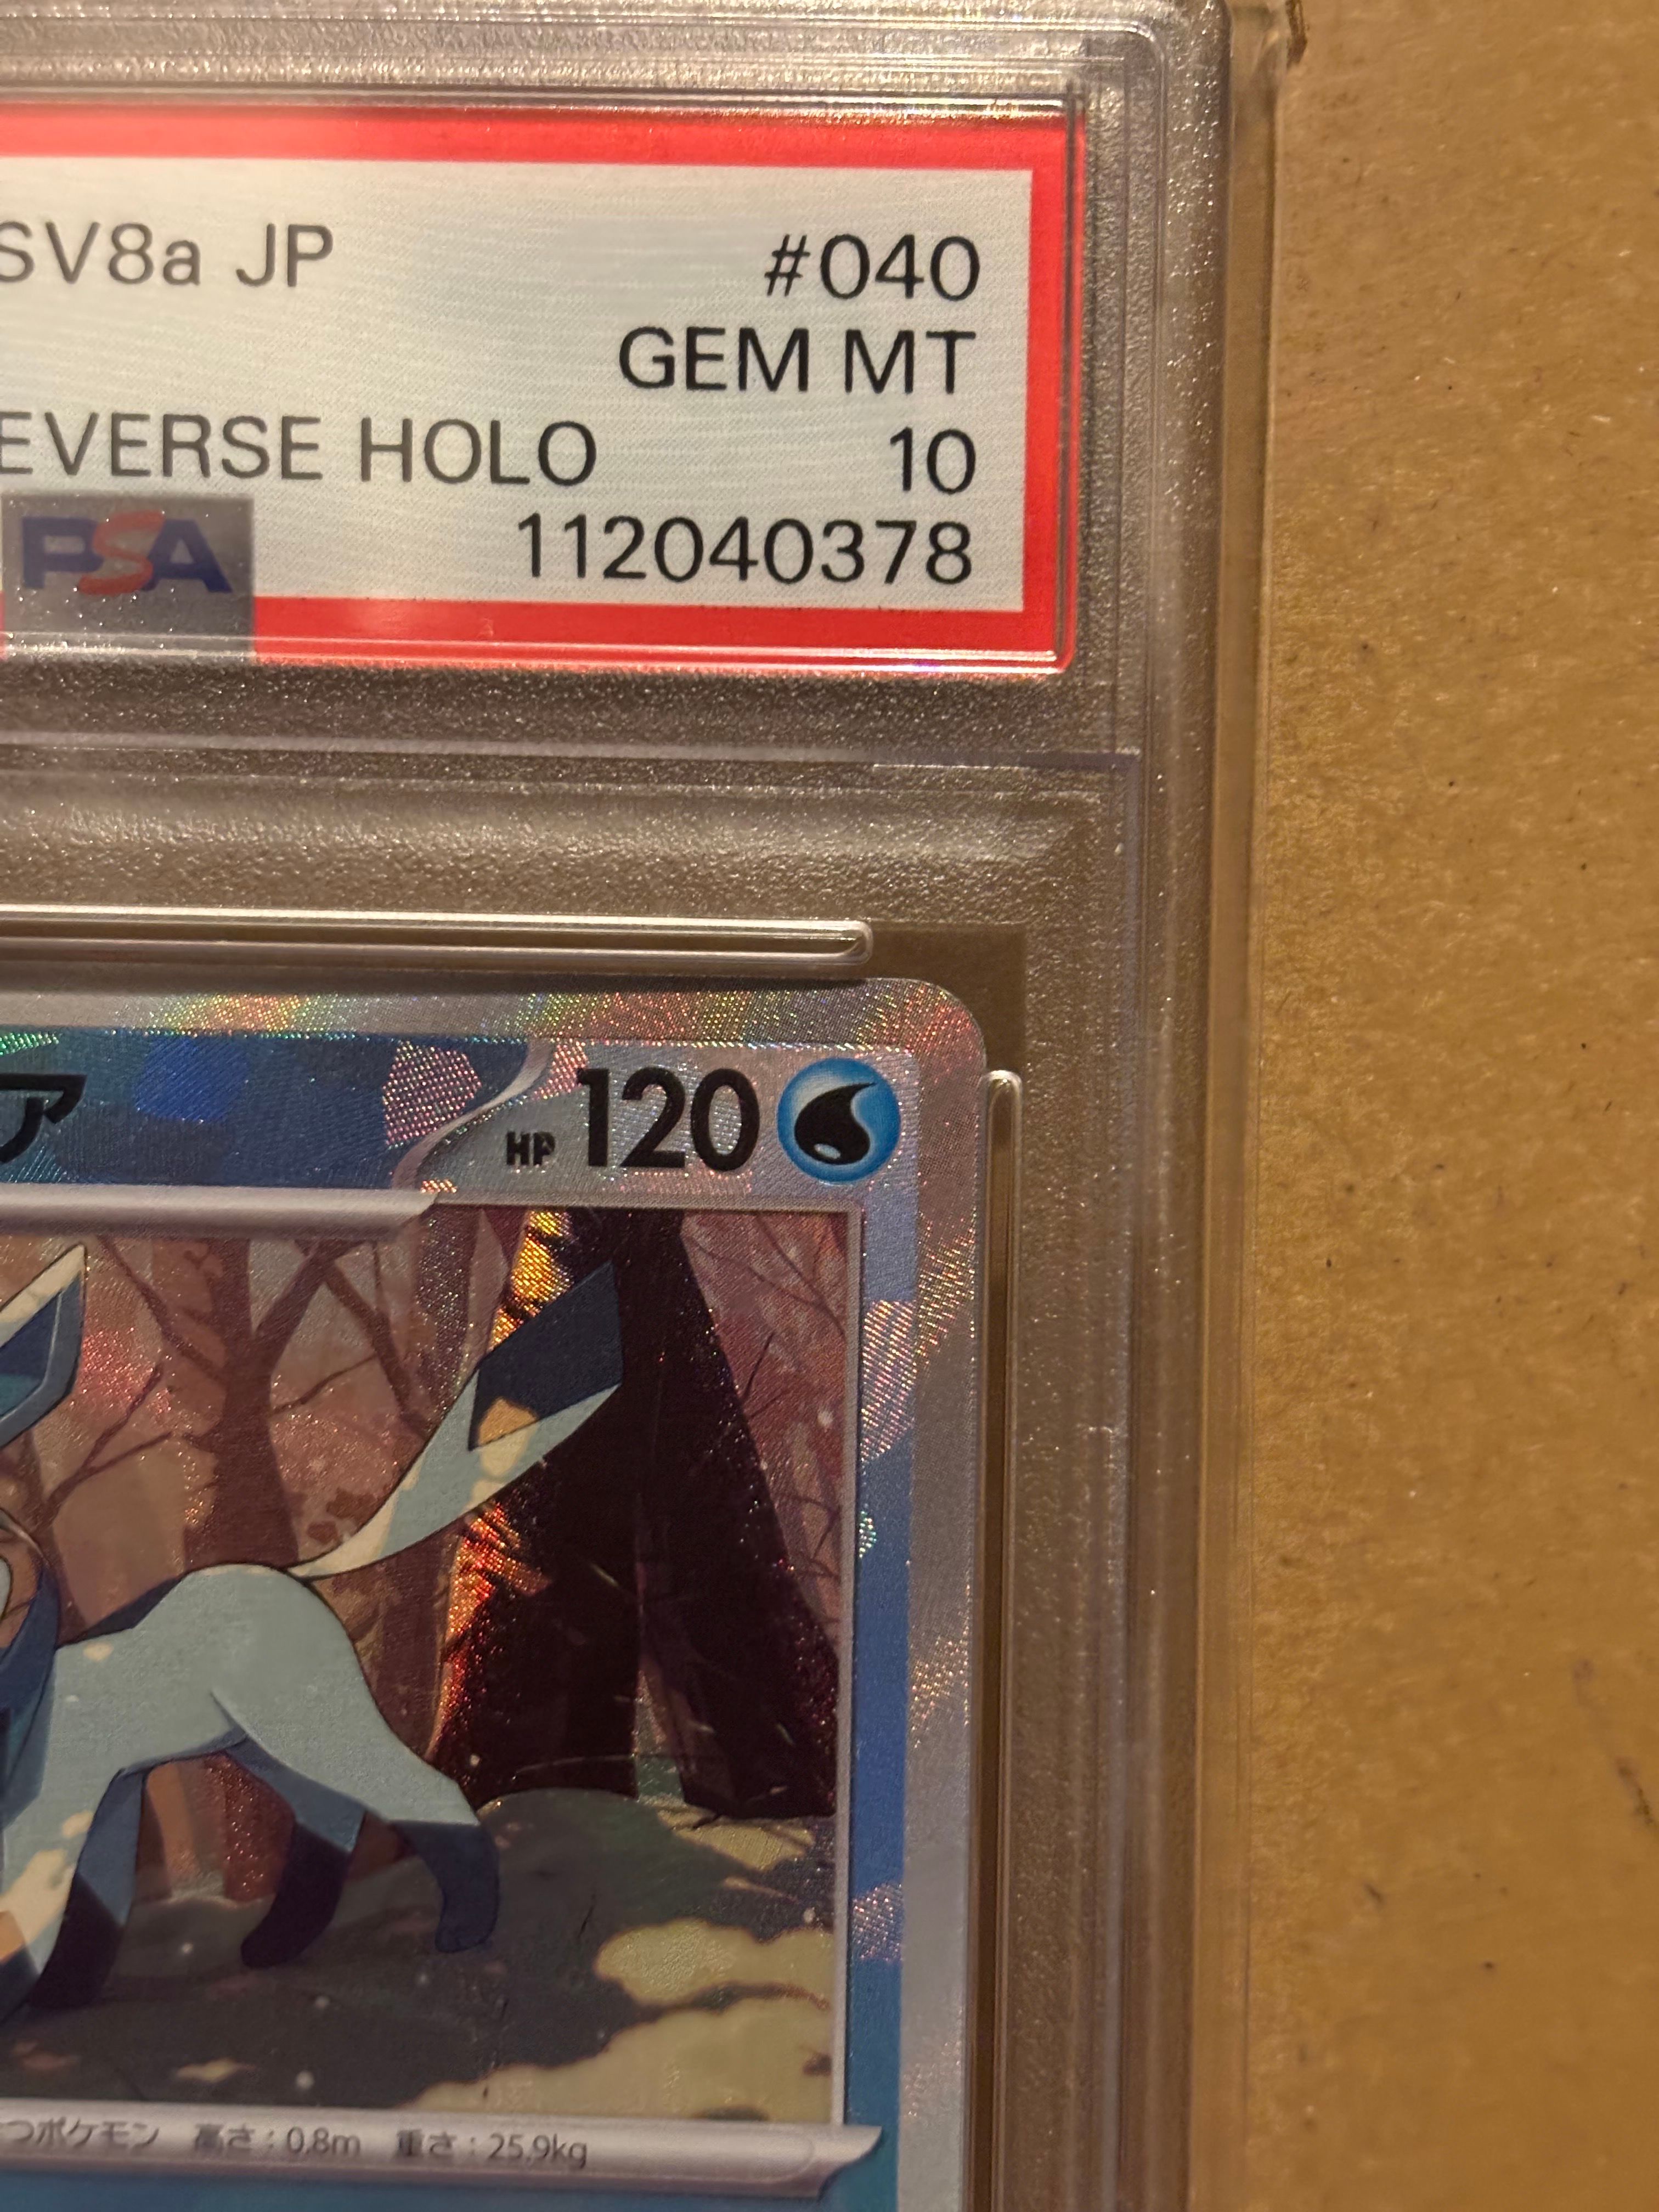 SV8a JP #040
GEM MT
EVERSE HOLO 10
PSA 112040378
ア HP 120
つポケモン 高さ:0.8m 重さ:25.9kg